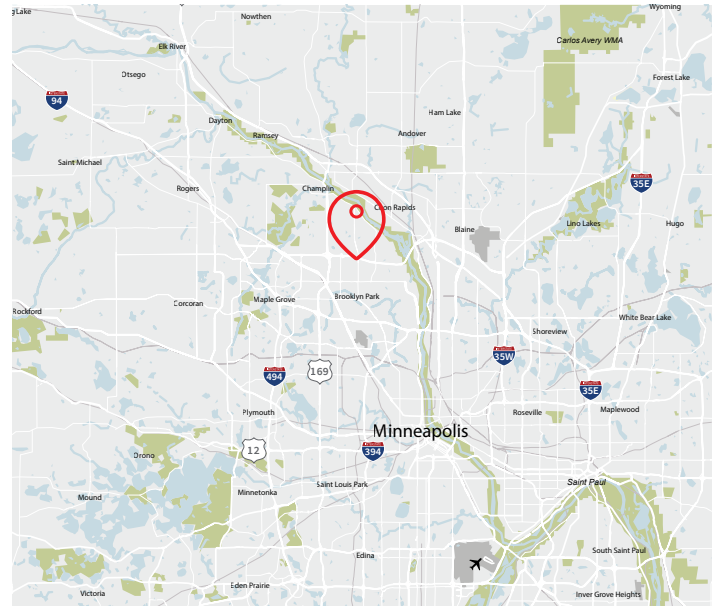 Wyoming
Nowthen
Carlos Avery WMA
Elk River
Otsego
Forest Lake
94
Ham Lake
Dayton
Ramsey
Andover
Saint Michael
35E
Rogers
Champlin
Coon Rapids
Lino Lakes
Hugo
Blaine
Maple Grove
Brooklyn Park
Corcoran
Rockford
White Bear Lake
Shoreview
35W
169
494
35E
Plymouth
Roseville
Maplewood
Minneapolis
12
394
Orono
Saint Louis Park
Saint Paul
Mound
Minnetonka
Edina
South Saint Paul
Eden Prairie
Victoria
Inver Grove Heights